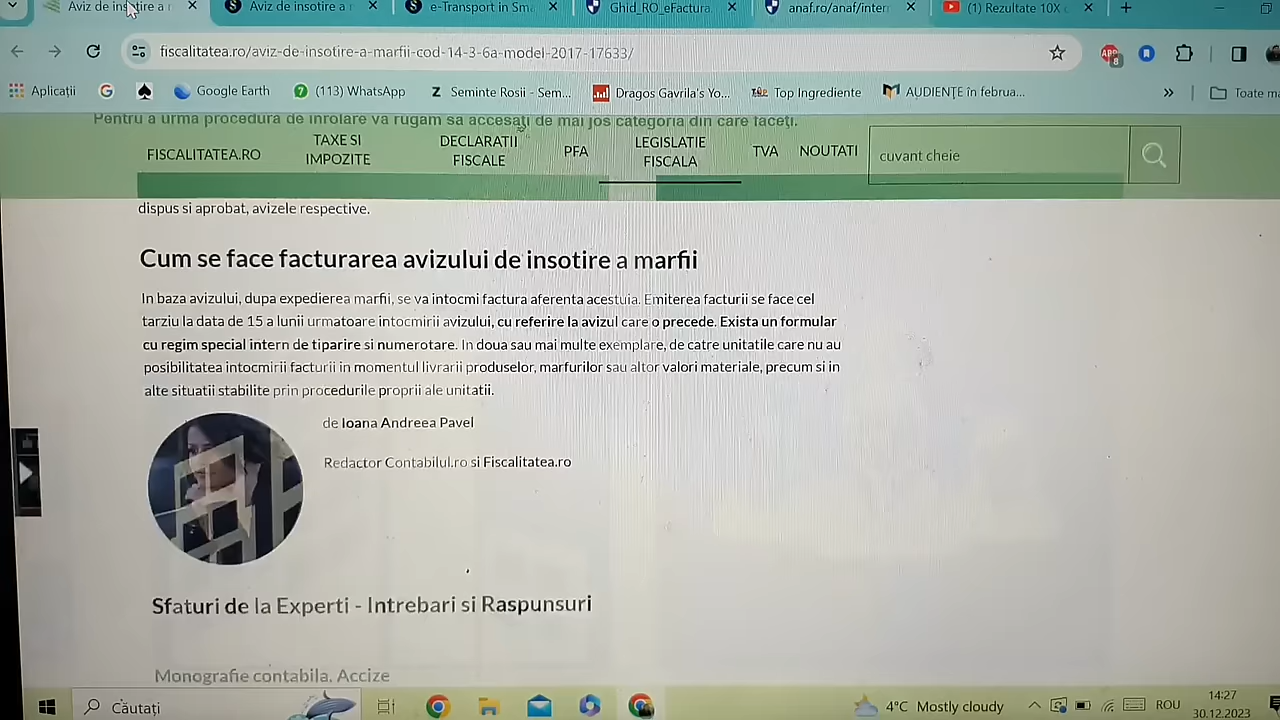 Aviz de insotire a r
Aviz de insotire a r
e-Transport in Sma
Ghid_RO_eFactura
anaf.ro/anaf/intern
(1) Rezultate 10X c
fiscalitatea.ro/aviz-de-insotire-a-marfii-cod-14-3-6a-model-2017-17633/
ABP
8
Aplicații
Google Earth
(113) WhatsApp
Seminte Rosii - Sem...
Dragos Gavrila's Yo...
Top Ingrediente
AUDIENŢE în februa...
»
Toate ma
Pentru a urma procedura de inrolare va rugam sa accesați de mai jos categoria din care faceți.
FISCALITATEA.RO
TAXE SI
IMPOZITE
DECLARATII
FISCALE
PFA
LEGISLATIE
FISCALA
TVA
NOUTATI
cuvant cheie
dispus si aprobat, avizele respective.
Cum se face facturarea avizului de insotire a marfii
In baza avizului, dupa expedierea marfii, se va intocmi factura aferenta acestuia. Emiterea facturii se face cel
tarziu la data de 15 a lunii urmatoare intocmirii avizului, cu referire la avizul care o precede. Exista un formular
cu regim special intern de tiparire si numerotare. In doua sau mai multe exemplare, de catre unitatile care nu au
posibilitatea intocmirii facturii in momentul livrarii produselor, marfurilor sau altor valori materiale, precum si in
alte situatii stabilite prin procedurile proprii ale unitatii.
de Ioana Andreea Pavel
Redactor Contabilul.ro si Fiscalitatea.ro
Sfaturi de la Experti - Intrebari si Raspunsuri
Monografie contabila. Accize
Căutați
4°C Mostly cloudy
ROU
14:27
30.12.2023